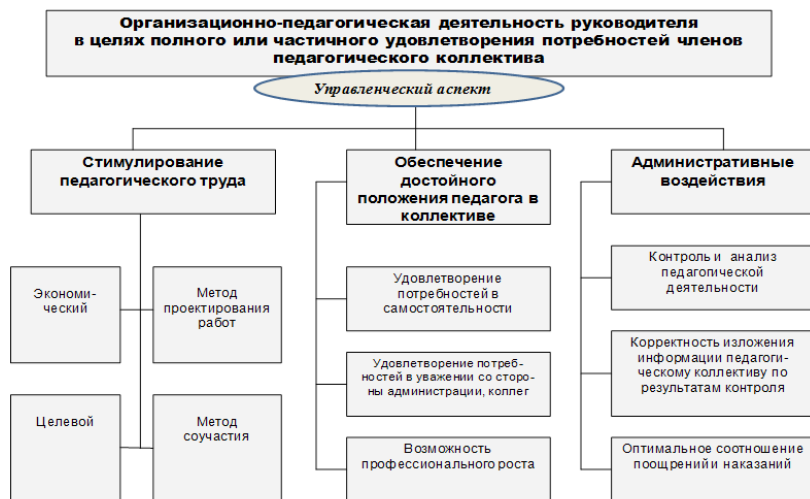 Организационно-педагогическая деятельность руководителя
в целях полного или частичного удовлетворения потребностей членов
педагогического коллектива
Управленческий аспект
Стимулирование
педагогического труда
Экономи-
ческий
Метод
проектирования
работ
Целевой
Метод
соучастия
Обеспечение
достойного
положения педагога в
коллективе
Удовлетворение
потребностей в
самостоятельности
Удовлетворение потреб-
ностей в уважении со сторо-
ны администрации, коллег
Возможность
профессионального роста
Административные
воздействия
Контроль и анализ
педагогической
деятельности
Корректность изложения
информации педагоги-
ческому коллективу по
результатам контроля
Оптимальное соотношение
поощрений и наказаний